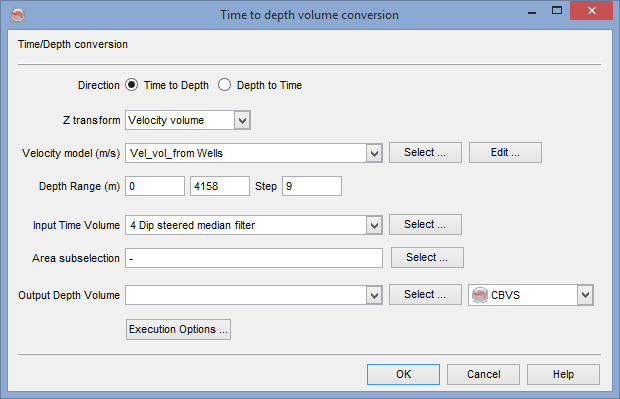 Time to depth volume conversion
Time/Depth conversion
Direction Time to Depth Depth to Time
Z transform Velocity volume
Velocity model (m/s) Vel_vol_from Wells Select ... Edit ...
Depth Range (m) 0 4158 Step 9
Input Time Volume 4 Dip steered median filter Select ...
Area subselection - Select ...
Output Depth Volume Select ... CBVS
Execution Options ...
OK Cancel Help